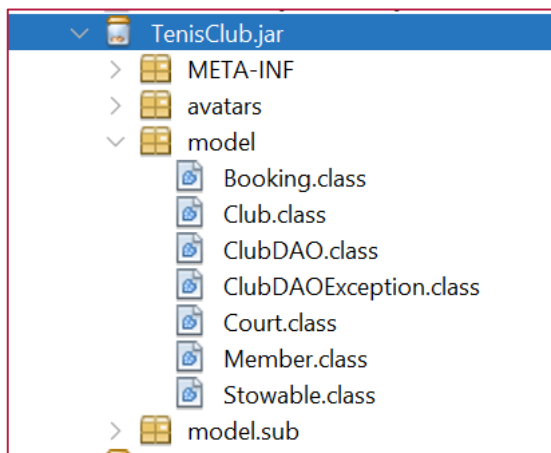 TenisClub.jar
META-INF
avatars
model
Booking.class
Club.class
ClubDAO.class
ClubDAOException.class
Court.class
Member.class
Stowable.class
model.sub